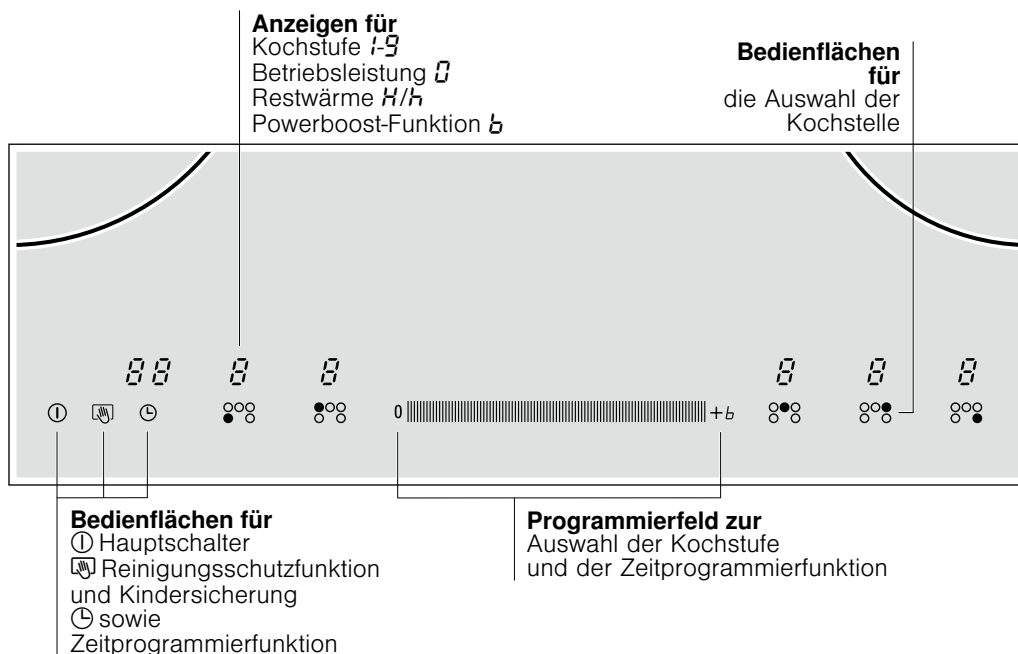 Anzeigen für
Kochstufe 1-9
Betriebsleistung 0
Restwärme H/h
Powerboost-Funktion b
Bedienflächen
für
die Auswahl der
Kochstelle
88 8 8 8 8 8
0 +b
Bedienflächen für
Hauptschalter
Reinigungsschutzfunktion
und Kindersicherung
sowie
Zeitprogrammierfunktion
Programmierfeld zur
Auswahl der Kochstufe
und der Zeitprogrammierfunktion